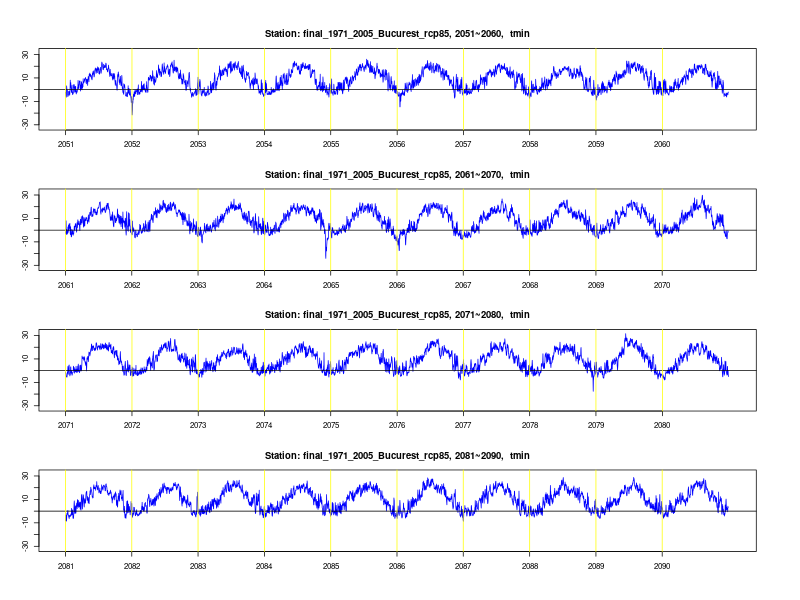 Station: final_1971_2005_Bucurest_rcp85, 2051~2060, tmin
30
10
-10
-30
2051 2052 2053 2054 2055 2056 2057 2058 2059 2060
Station: final_1971_2005_Bucurest_rcp85, 2061~2070, tmin
30
10
-10
-30
2061 2062 2063 2064 2065 2066 2067 2068 2069 2070
Station: final_1971_2005_Bucurest_rcp85, 2071~2080, tmin
30
10
-10
-30
2071 2072 2073 2074 2075 2076 2077 2078 2079 2080
Station: final_1971_2005_Bucurest_rcp85, 2081~2090, tmin
30
10
-10
-30
2081 2082 2083 2084 2085 2086 2087 2088 2089 2090